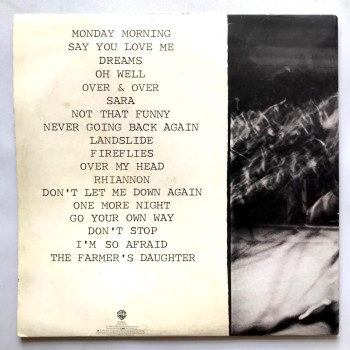 MONDAY MORNING
SAY YOU LOVE ME
DREAMS
OH WELL
OVER & OVER
SARA
NOT THAT FUNNY
NEVER GOING BACK AGAIN
LANDSLIDE
FIREFLIES
OVER MY HEAD
RHIANNON
DON'T LET ME DOWN AGAIN
ONE MORE NIGHT
GO YOUR OWN WAY
DON'T STOP
I'M SO AFRAID
THE FARMER'S DAUGHTER